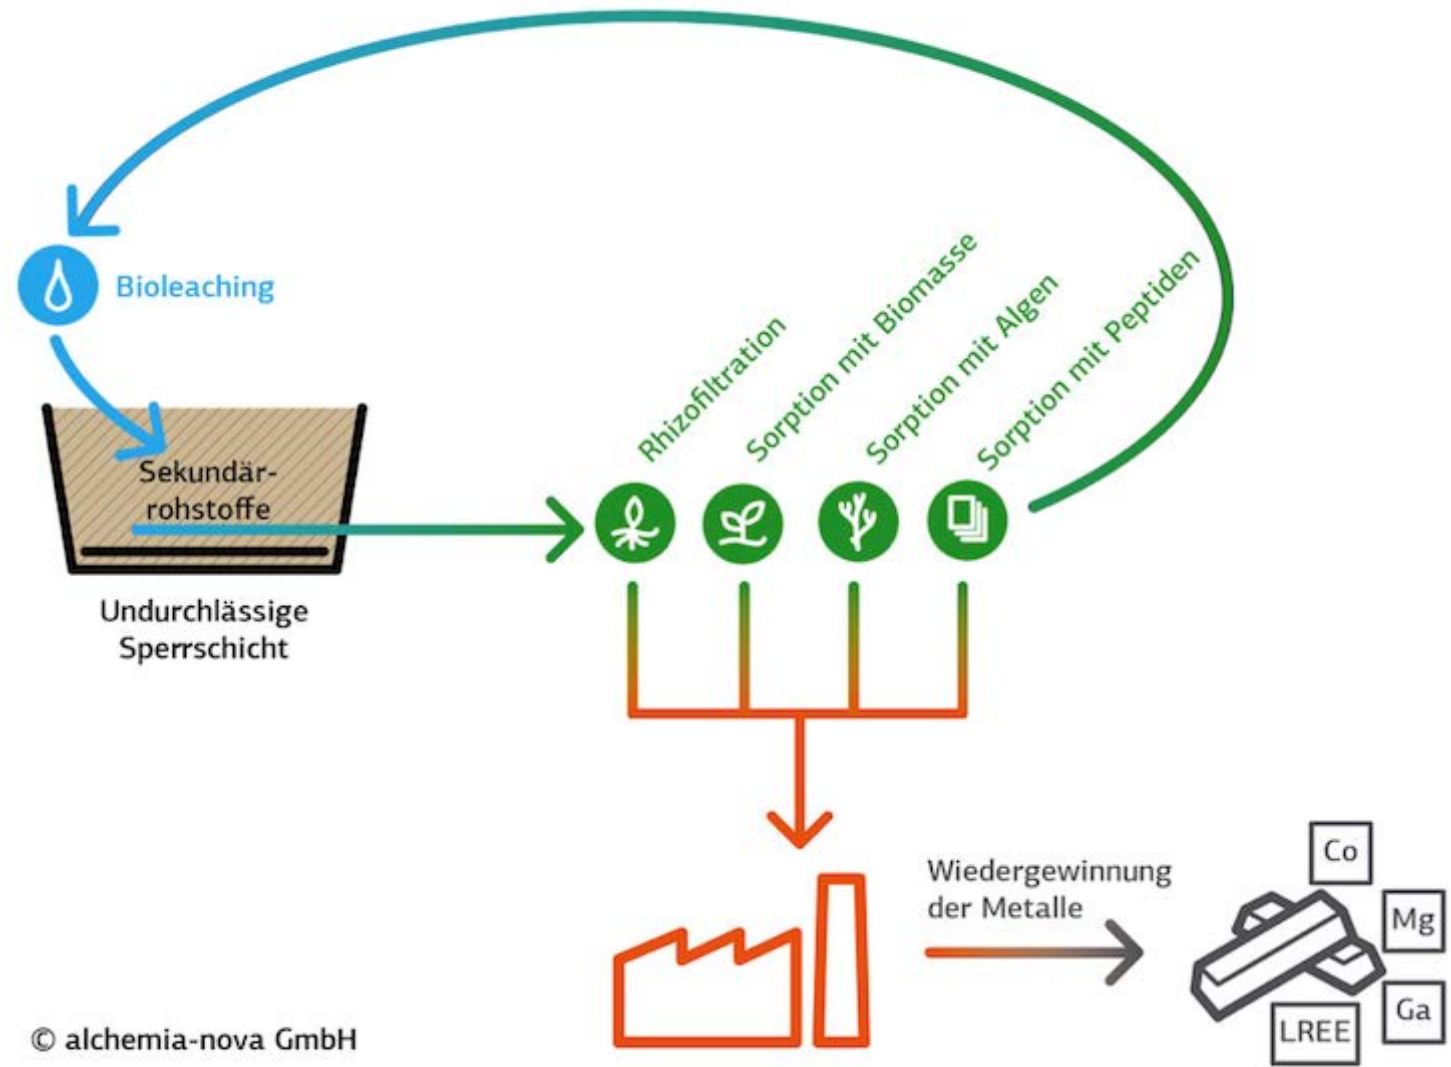 Bioleaching
Sekundär-
rohstoffe
Undurchlässige
Sperrschicht
Rhizofiltration
Sorption mit Biomasse
Sorption mit Algen
Sorption mit Peptiden
Wiedergewinnung
der Metalle
Co
Mg
Ga
LREE
© alchemia-nova GmbH